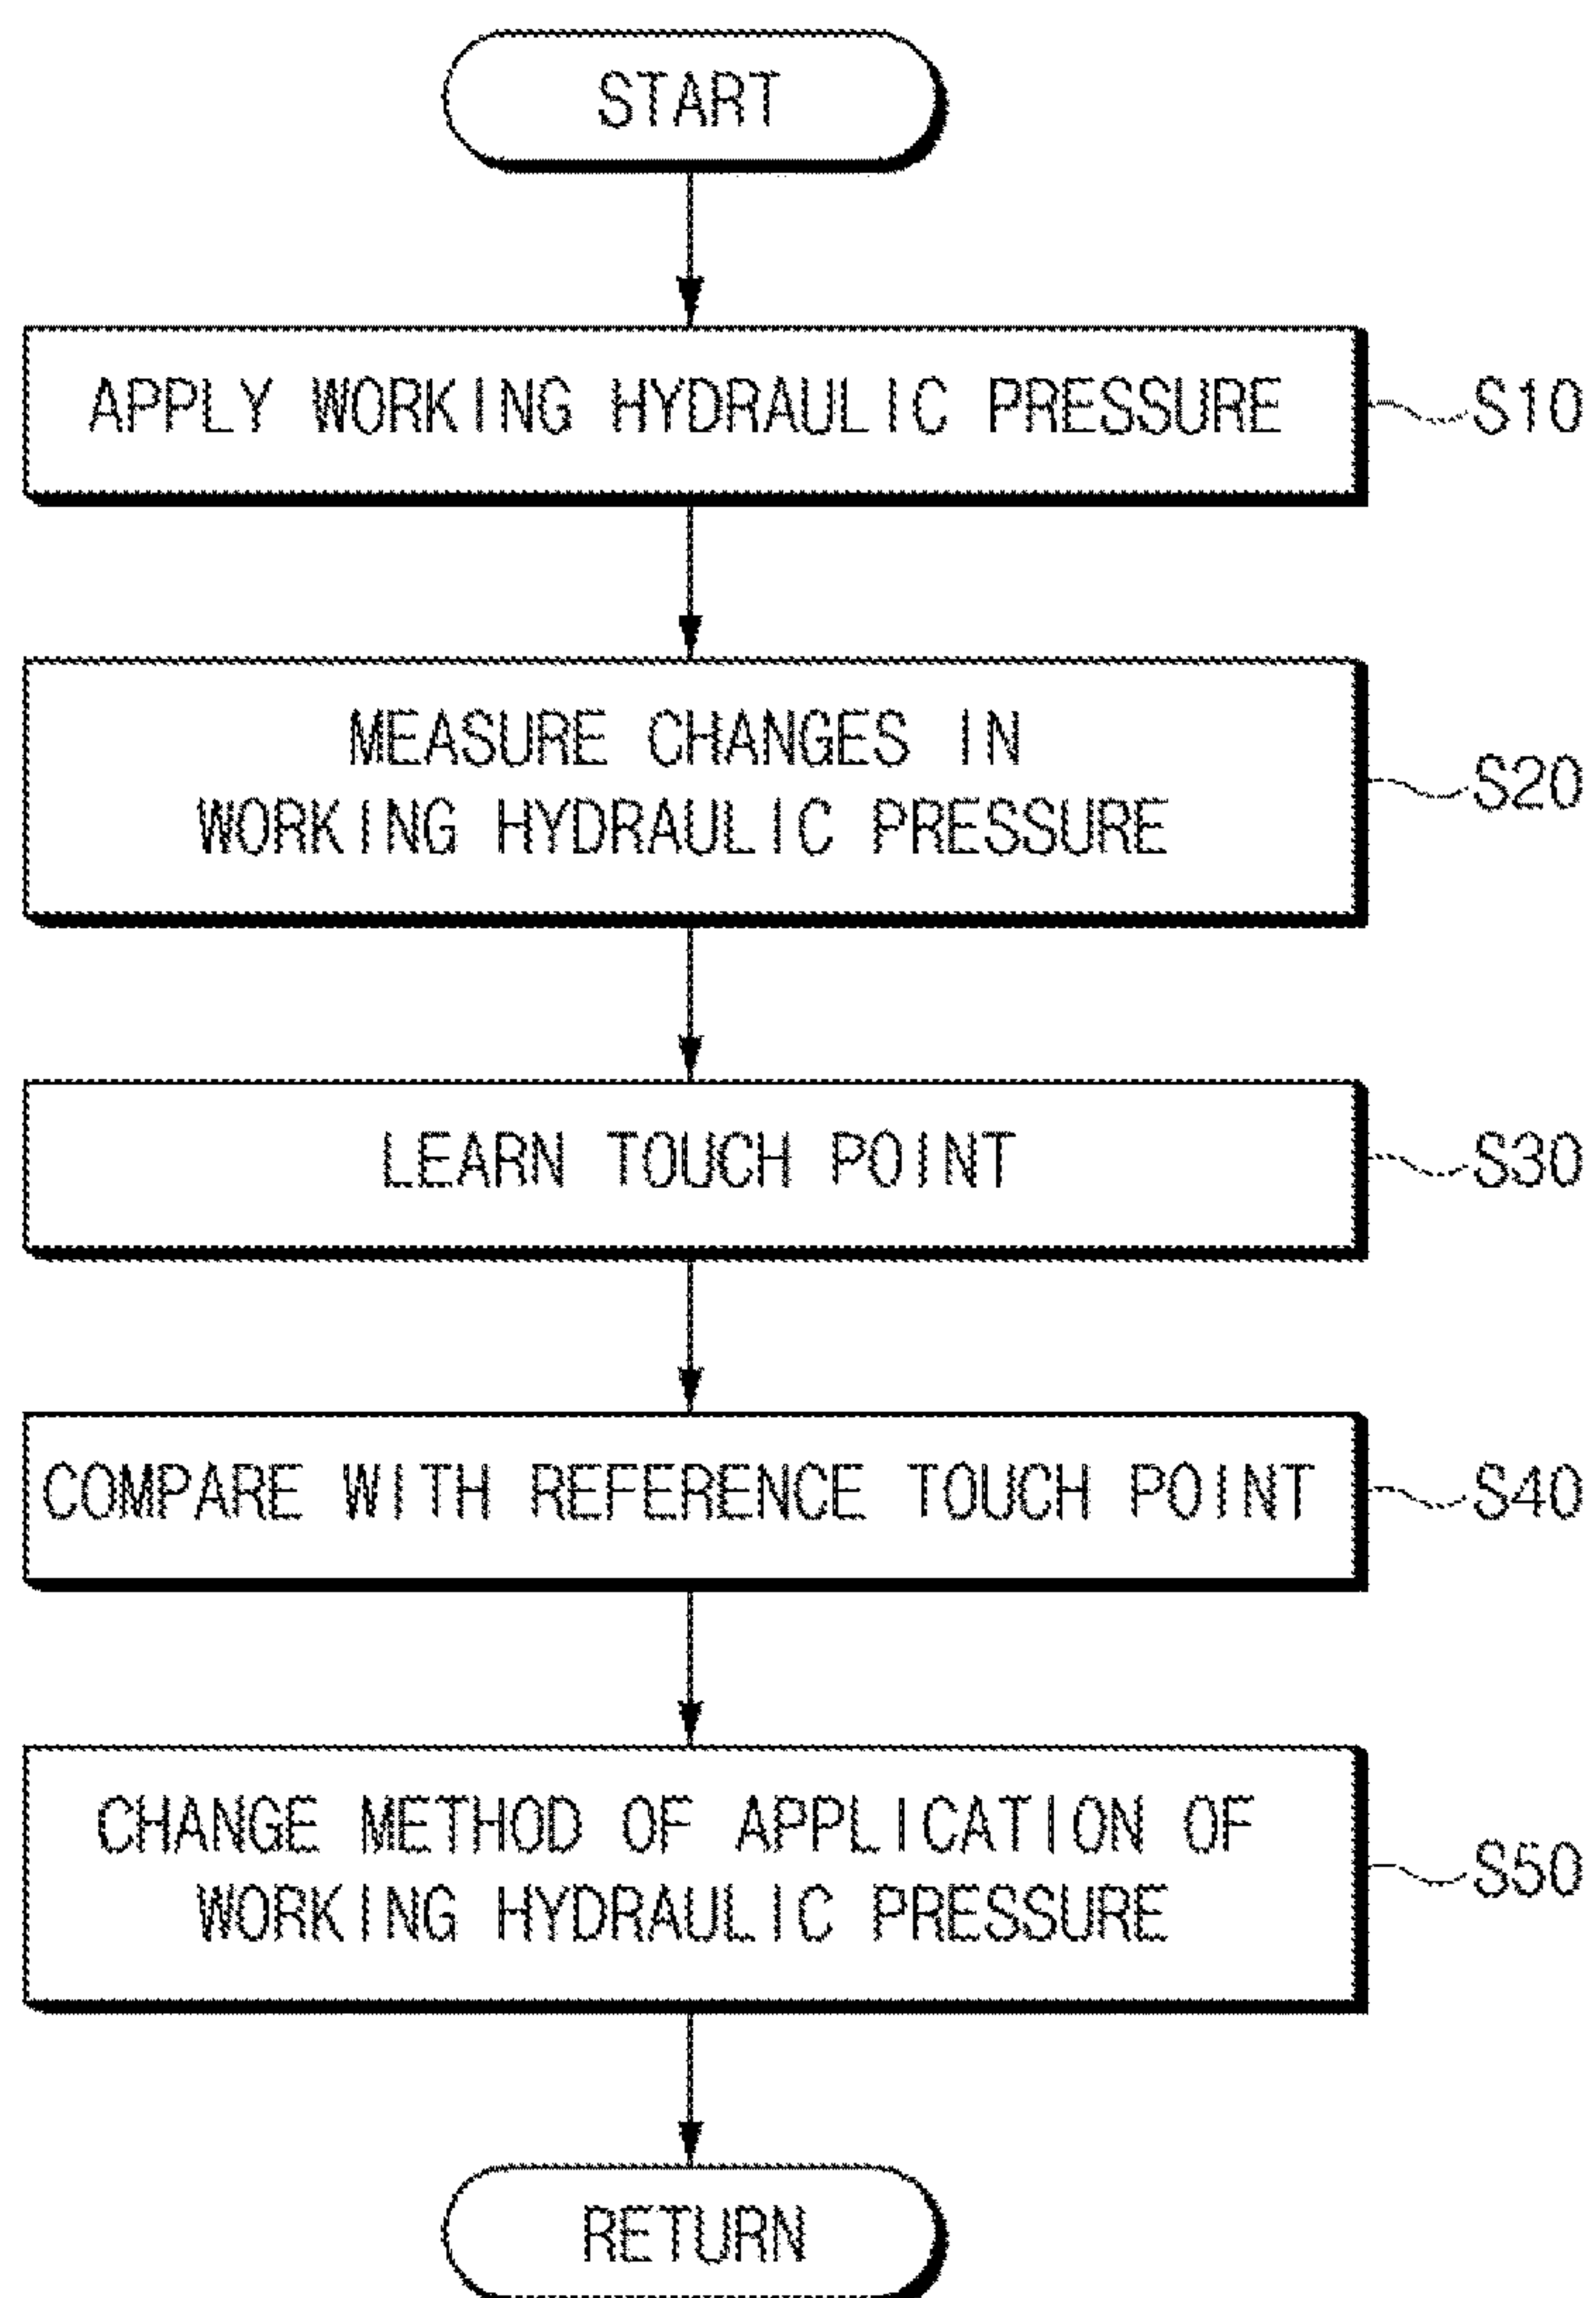 START
APPLY WORKING HYDRAULIC PRESSURE
S10
MEASURE CHANGES IN
WORKING HYDRAULIC PRESSURE
S20
LEARN TOUCH POINT
S30
COMPARE WITH REFERENCE TOUCH POINT
S40
CHANGE METHOD OF APPLICATION OF
WORKING HYDRAULIC PRESSURE
S50
RETURN